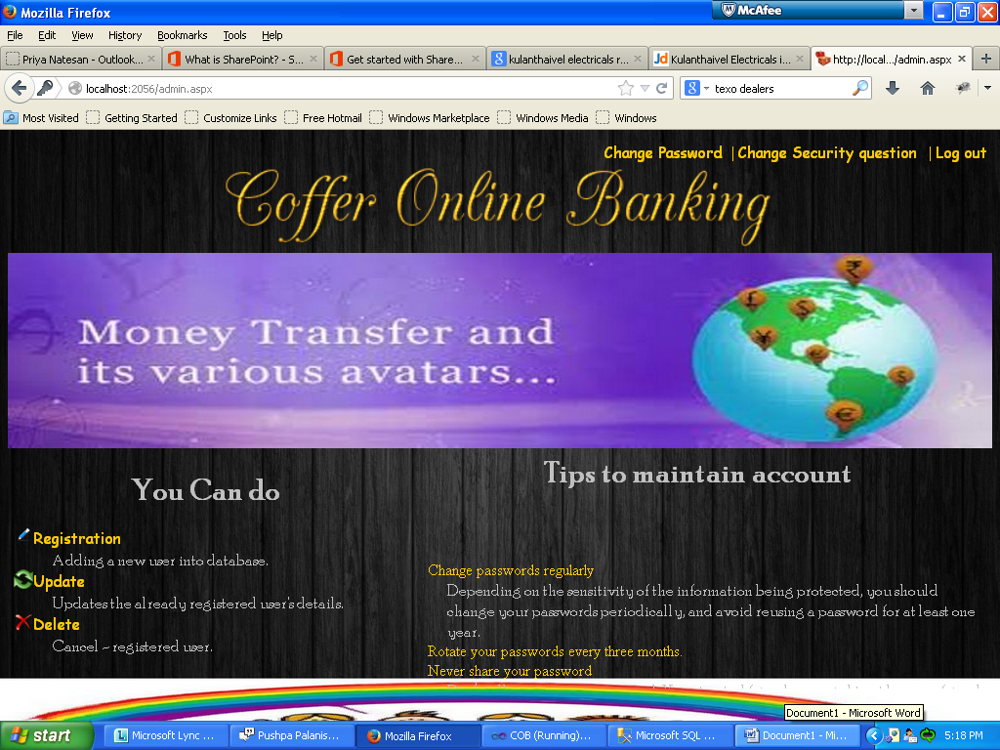 Mozilla Firefox
McAfee
File Edit View History Bookmarks Tools Help
Priya Natesan - Outlook...
What is SharePoint? - S...
Get started with Share...
kulanthaivel electricals r...
Kulanthaivel Electricals i...
http://local.../admin.aspx
localhost:2056/admin.aspx
texo dealers
Most Visited Getting Started Customize Links Free Hotmail Windows Marketplace Windows Media Windows
Change Password | Change Security question | Log out
Coffer Online Banking
Money Transfer and
its various avatars...
You Can do
Registration
Adding a new user into database.
Update
Updates the already registered user's details.
Delete
Cancel - registered user.
Tips to maintain account
Change passwords regularly
Depending on the sensitivity of the information being protected, you should
change your passwords periodically, and avoid reusing a password for at least one
year.
Rotate your passwords every three months.
Never share your password
Document1 - Microsoft Word
start
Microsoft Lync ...
Pushpa Palanis...
Mozilla Firefox
COB (Running)...
Microsoft SQL ...
Document1 - Mi...
5:18 PM